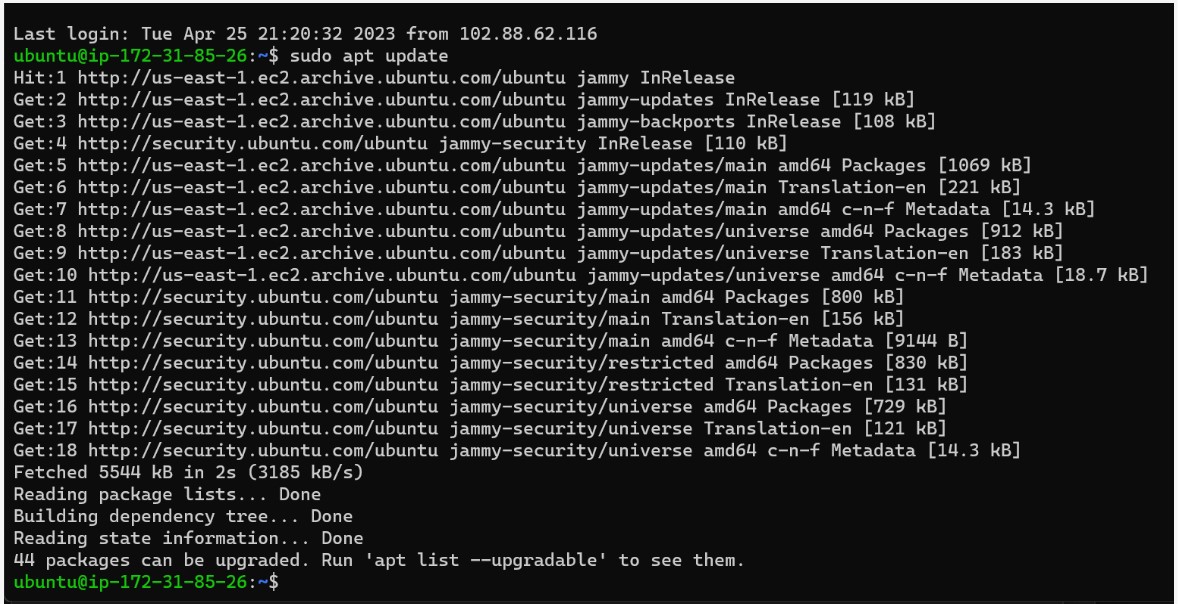 Last login: Tue Apr 25 21:20:32 2023 from 102.88.62.116
ubuntu@ip-172-31-85-26:~$ sudo apt update
Hit:1 http://us-east-1.ec2.archive.ubuntu.com/ubuntu jammy InRelease
Get:2 http://us-east-1.ec2.archive.ubuntu.com/ubuntu jammy-updates InRelease [119 kB]
Get:3 http://us-east-1.ec2.archive.ubuntu.com/ubuntu jammy-backports InRelease [108 kB]
Get:4 http://security.ubuntu.com/ubuntu jammy-security InRelease [110 kB]
Get:5 http://us-east-1.ec2.archive.ubuntu.com/ubuntu jammy-updates/main amd64 Packages [1069 kB]
Get:6 http://us-east-1.ec2.archive.ubuntu.com/ubuntu jammy-updates/main Translation-en [221 kB]
Get:7 http://us-east-1.ec2.archive.ubuntu.com/ubuntu jammy-updates/main amd64 c-n-f Metadata [14.3 kB]
Get:8 http://us-east-1.ec2.archive.ubuntu.com/ubuntu jammy-updates/universe amd64 Packages [912 kB]
Get:9 http://us-east-1.ec2.archive.ubuntu.com/ubuntu jammy-updates/universe Translation-en [183 kB]
Get:10 http://us-east-1.ec2.archive.ubuntu.com/ubuntu jammy-updates/universe amd64 c-n-f Metadata [18.7 kB]
Get:11 http://security.ubuntu.com/ubuntu jammy-security/main amd64 Packages [800 kB]
Get:12 http://security.ubuntu.com/ubuntu jammy-security/main Translation-en [156 kB]
Get:13 http://security.ubuntu.com/ubuntu jammy-security/main amd64 c-n-f Metadata [9144 B]
Get:14 http://security.ubuntu.com/ubuntu jammy-security/restricted amd64 Packages [830 kB]
Get:15 http://security.ubuntu.com/ubuntu jammy-security/restricted Translation-en [131 kB]
Get:16 http://security.ubuntu.com/ubuntu jammy-security/universe amd64 Packages [729 kB]
Get:17 http://security.ubuntu.com/ubuntu jammy-security/universe Translation-en [121 kB]
Get:18 http://security.ubuntu.com/ubuntu jammy-security/universe amd64 c-n-f Metadata [14.3 kB]
Fetched 5544 kB in 2s (3185 kB/s)
Reading package lists... Done
Building dependency tree... Done
Reading state information... Done
44 packages can be upgraded. Run 'apt list --upgradable' to see them.
ubuntu@ip-172-31-85-26:~$